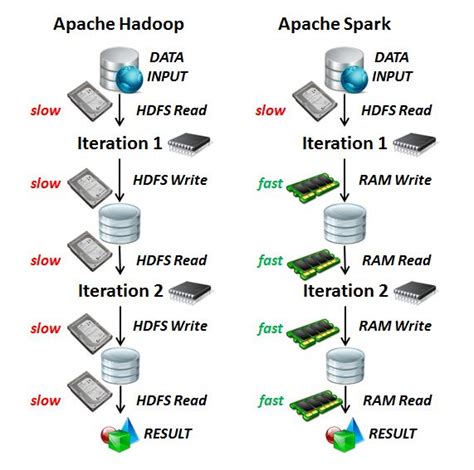 Apache Hadoop
DATA
INPUT
slow
HDFS Read
Iteration 1
slow
HDFS Write
slow
HDFS Read
Iteration 2
slow
HDFS Write
slow
HDFS Read
RESULT
Apache Spark
DATA
INPUT
slow
HDFS Read
Iteration 1
fast
RAM Write
fast
RAM Read
Iteration 2
fast
RAM Write
fast
RAM Read
RESULT